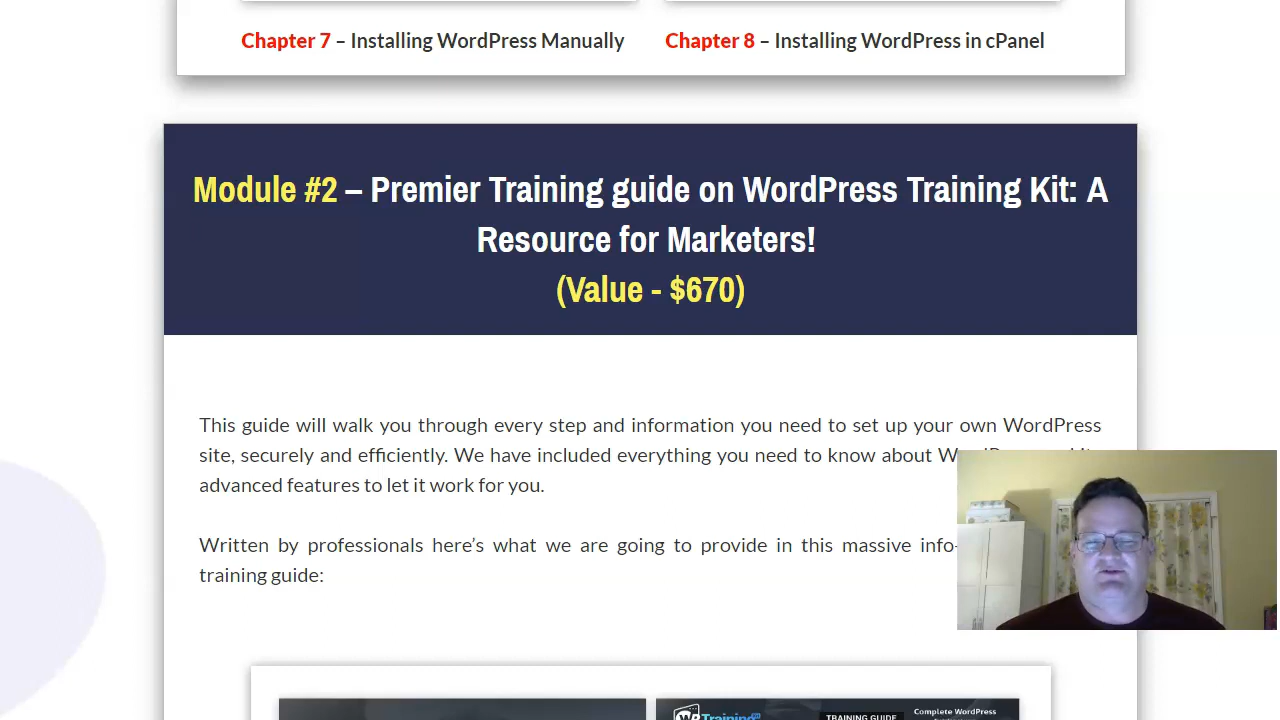 Chapter 7 – Installing WordPress Manually
Chapter 8 – Installing WordPress in cPanel
Module #2 – Premier Training guide on WordPress Training Kit: A
Resource for Marketers!
(Value - $670)
This guide will walk you through every step and information you need to set up your own WordPress
site, securely and efficiently. We have included everything you need to know about
advanced features to let it work for you.
Written by professionals here's what we are going to provide in this massive info-
training guide:
WP Training
TRAINING GUIDE
Complete WordPress